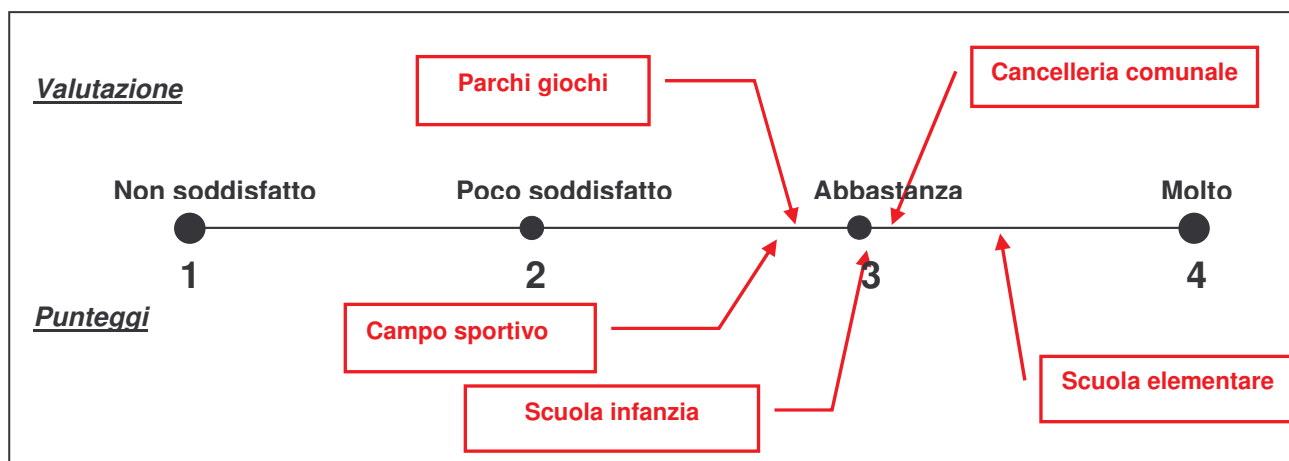 Parchi giochi
Cancelleria comunale
Valutazione
Non soddisfatto
Poco soddisfatto
Abbastanza
Molto
1
2
3
4
Punteggi
Campo sportivo
Scuola elementare
Scuola infanzia